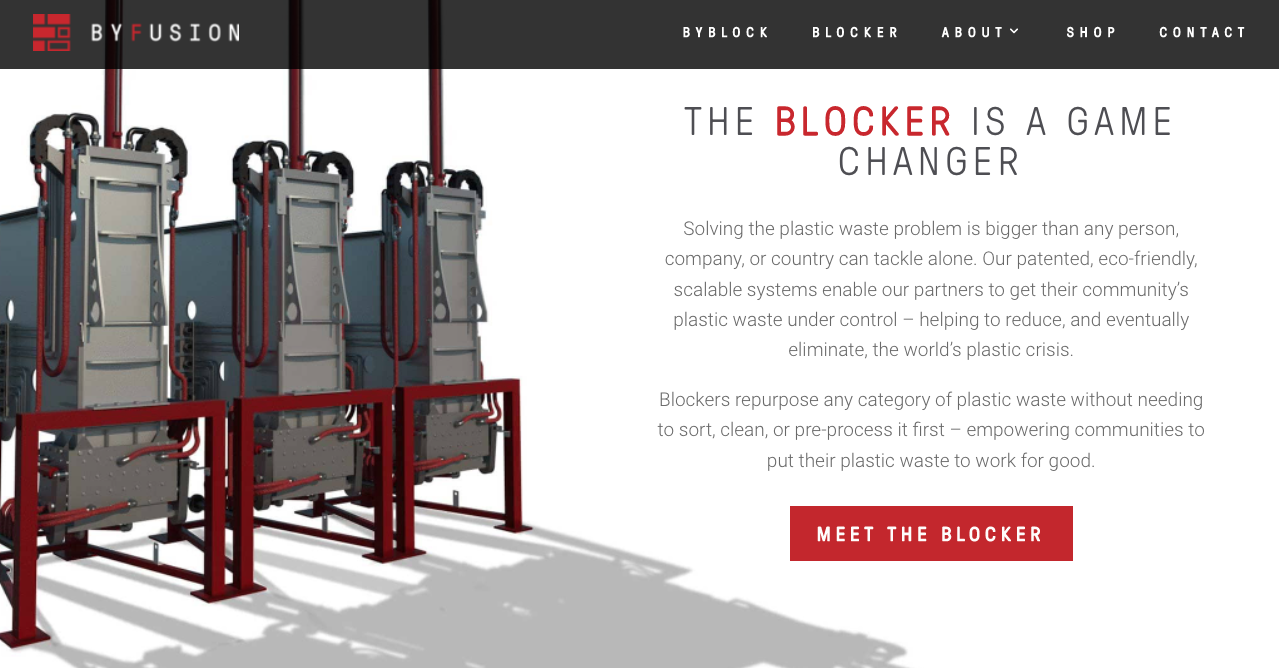 BYFUSION
BYBLOCK BLOCKER ABOUT SHOP CONTACT
THE BLOCKER IS A GAME
CHANGER
Solving the plastic waste problem is bigger than any person,
company, or country can tackle alone. Our patented, eco-friendly,
scalable systems enable our partners to get their community’s
plastic waste under control – helping to reduce, and eventually
eliminate, the world’s plastic crisis.
Blockers repurpose any category of plastic waste without needing
to sort, clean, or pre-process it first – empowering communities to
put their plastic waste to work for good.
MEET THE BLOCKER